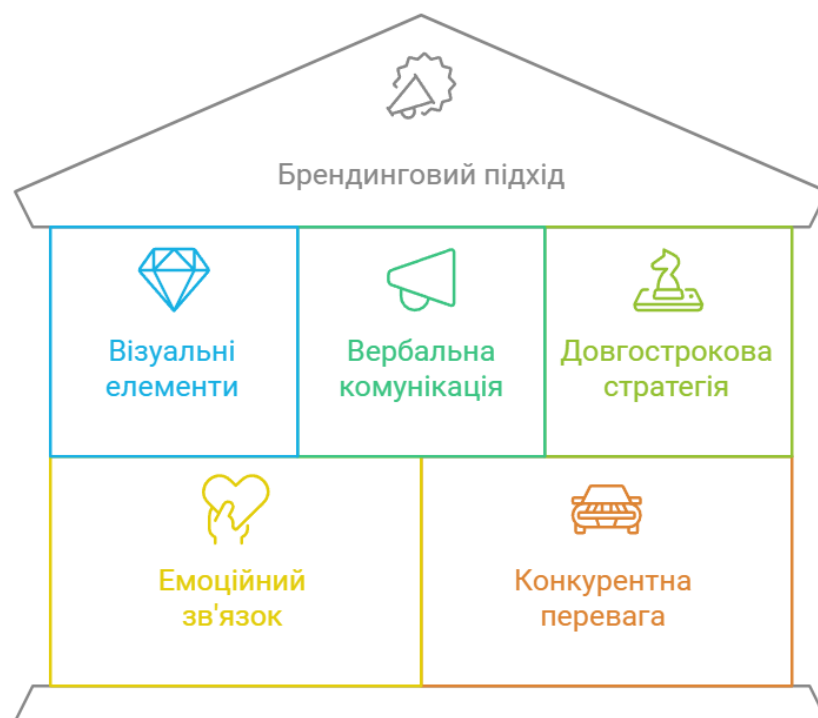 Брендинговий підхід
Візуальні
елементи
Вербальна
комунікація
Довгострокова
стратегія
Емоційний
зв'язок
Конкурентна
перевага